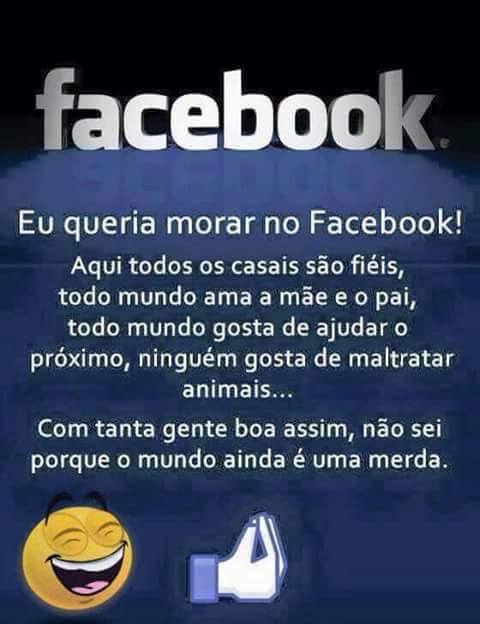 facebook.
Eu queria morar no Facebook!
Aqui todos os casais são fiéis,
todo mundo ama a mãe e o pai,
todo mundo gosta de ajudar o
próximo, ninguém gosta de maltratar
animais...
Com tanta gente boa assim, não sei
porque o mundo ainda é uma merda.